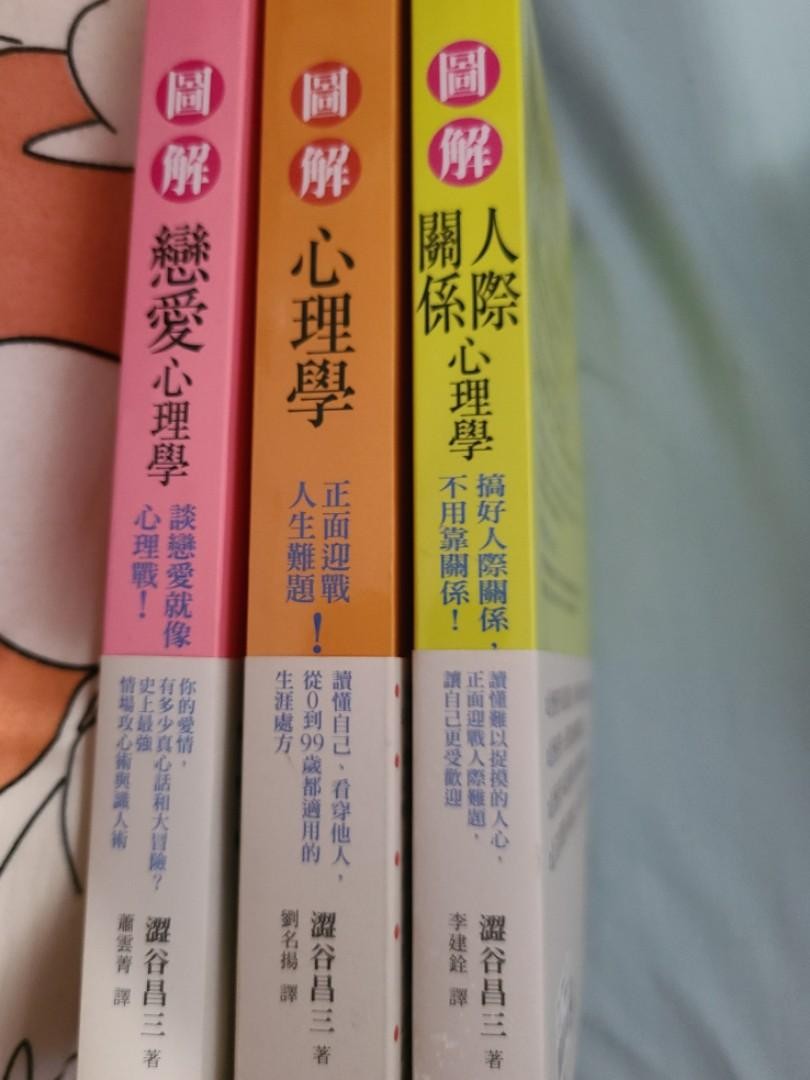 圖解
戀愛
心理學
談戀愛就像
心理戰！
你的愛情，
有多少真心話和大冒險？
史上最強
情場攻心術與識人術
澀谷昌三 著
蕭雲菁 譯
圖解
心理學
正面迎戰
人生難題！
讀懂自己、看穿他人，
從0到99歲都適用的
生涯處方
澀谷昌三 著
劉名揚 譯
圖解
人際
關係
心理學
搞好人際關係，
不用靠關係！
讀懂難以捉摸的人心，
正面迎戰人際難題，
讓自己更受歡迎
澀谷昌三 著
李建銓 譯